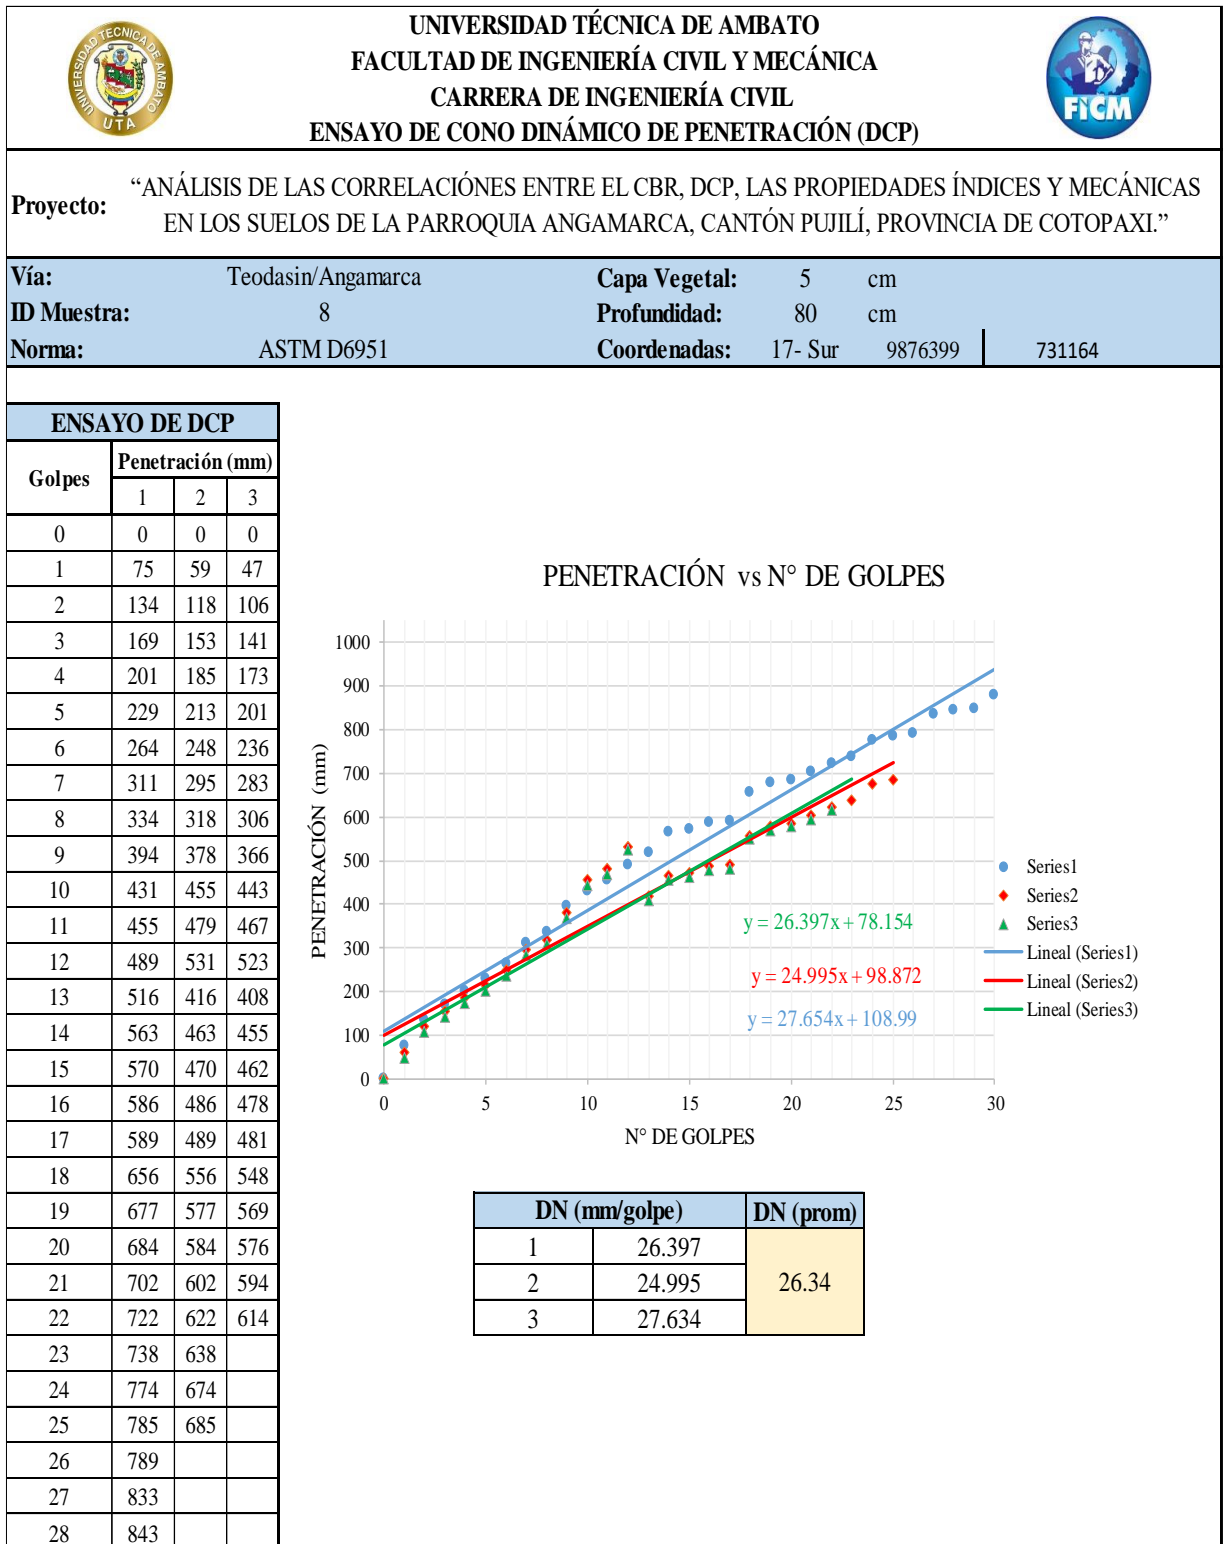 UNIVERSIDAD TÉCNICA DE AMBATO
FACULTAD DE INGENIERÍA CIVIL Y MECÁNICA
CARRERA DE INGENIERÍA CIVIL
ENSAYO DE CONO DINÁMICO DE PENETRACIÓN (DCP)
UNIVERSIDAD TECNICA DE AMBATO
UTA
FICM
Proyecto: “ANÁLISIS DE LAS CORRELACIÓNES ENTRE EL CBR, DCP, LAS PROPIEDADES ÍNDICES Y MECÁNICAS
EN LOS SUELOS DE LA PARROQUIA ANGAMARCA, CANTÓN PUJILÍ, PROVINCIA DE COTOPAXI.”
Vía: Teodasin/Angamarca Capa Vegetal: 5 cm
ID Muestra: 8 Profundidad: 80 cm
Norma: ASTM D6951 Coordenadas: 17- Sur 9876399 731164
ENSAYO DE DCP
Golpes Penetración (mm)
1 2 3
0 0 0 0
1 75 59 47
2 134 118 106
3 169 153 141
4 201 185 173
5 229 213 201
6 264 248 236
7 311 295 283
8 334 318 306
9 394 378 366
10 431 455 443
11 455 479 467
12 489 531 523
13 516 416 408
14 563 463 455
15 570 470 462
16 586 486 478
17 589 489 481
18 656 556 548
19 677 577 569
20 684 584 576
21 702 602 594
22 722 622 614
23 738 638
24 774 674
25 785 685
26 789
27 833
28 843
PENETRACIÓN vs N° DE GOLPES
PENETRACIÓN (mm)
1000
900
800
700
600
500
400
300
200
100
0
0 5 10 15 20 25 30
N° DE GOLPES
y = 26.397x + 78.154
y = 24.995x + 98.872
y = 27.654x + 108.99
Series1
Series2
Series3
Lineal (Series1)
Lineal (Series2)
Lineal (Series3)
DN (mm/golpe) DN (prom)
1 26.397
2 24.995 26.34
3 27.634